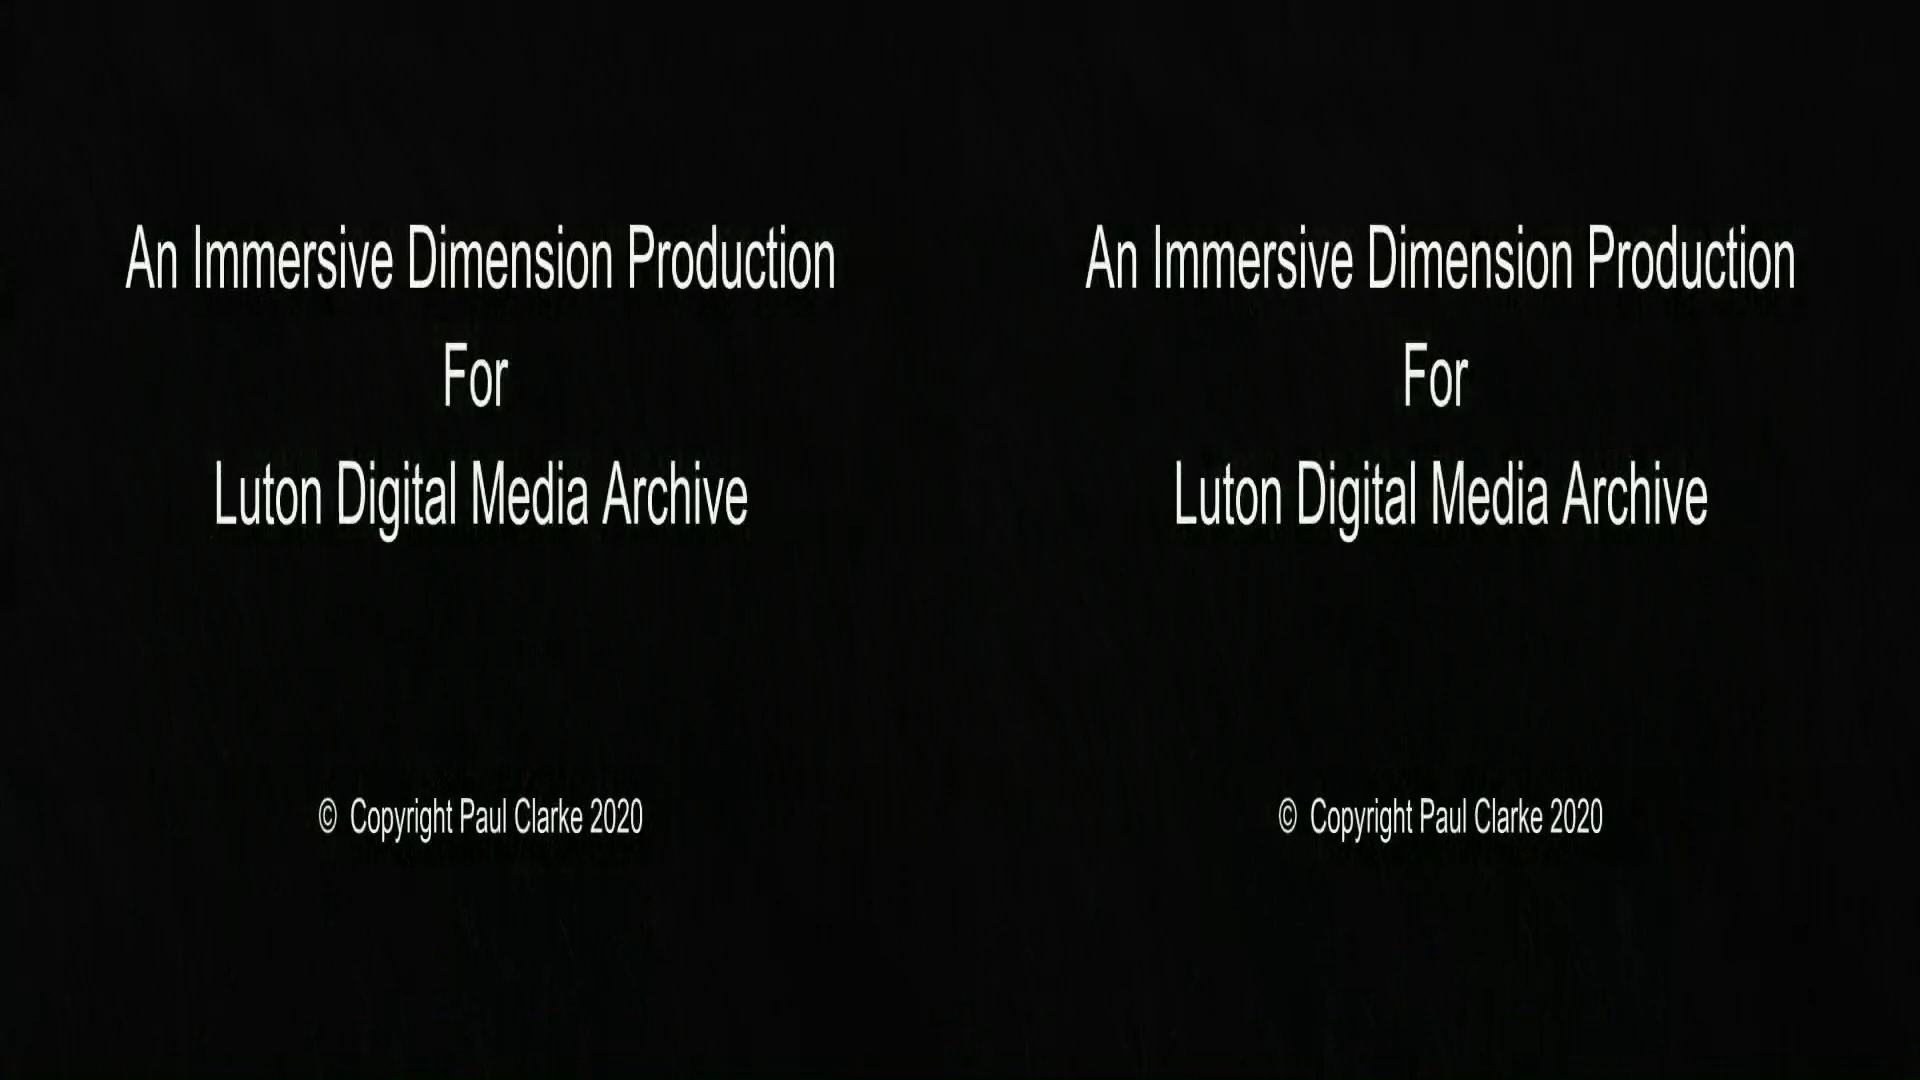 An Immersive Dimension Production
For
Luton Digital Media Archive
© Copyright Paul Clarke 2020
An Immersive Dimension Production
For
Luton Digital Media Archive
© Copyright Paul Clarke 2020